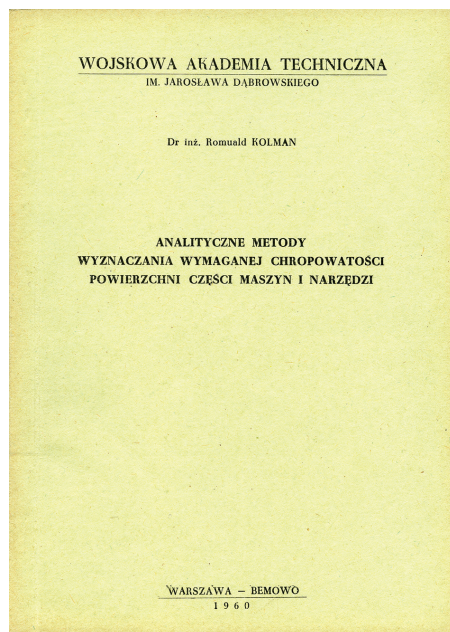 WOJSKOWA AKADEMIA TECHNICZNA
IM. JAROSŁAWA DĄBROWSKIEGO
Dr inż. Romuald KOLMAN
ANALITYCZNE METODY
WYZNACZANIA WYMAGANEJ CHROPOWATOŚCI
POWIERZCHNI CZĘŚCI MASZYN I NARZĘDZI
WARSZAWA — BEMOWO
1960